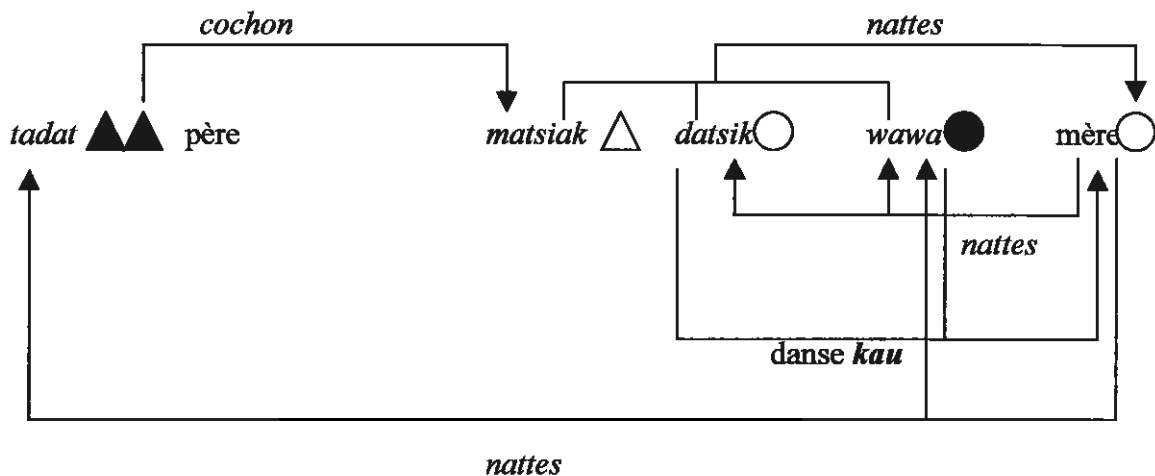 cochon
nattes
tadat père matsiak datsik wawa mère
nattes
danse kau
nattes